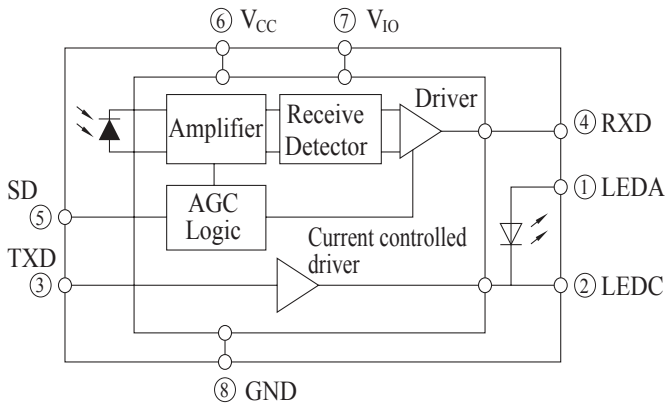 ⑥ VCC
⑦ VIO
Driver
Amplifier
Receive
Detector
④ RXD
① LEDA
SD
⑤
AGC
Logic
TXD
③
Current controlled
driver
② LEDC
⑧ GND